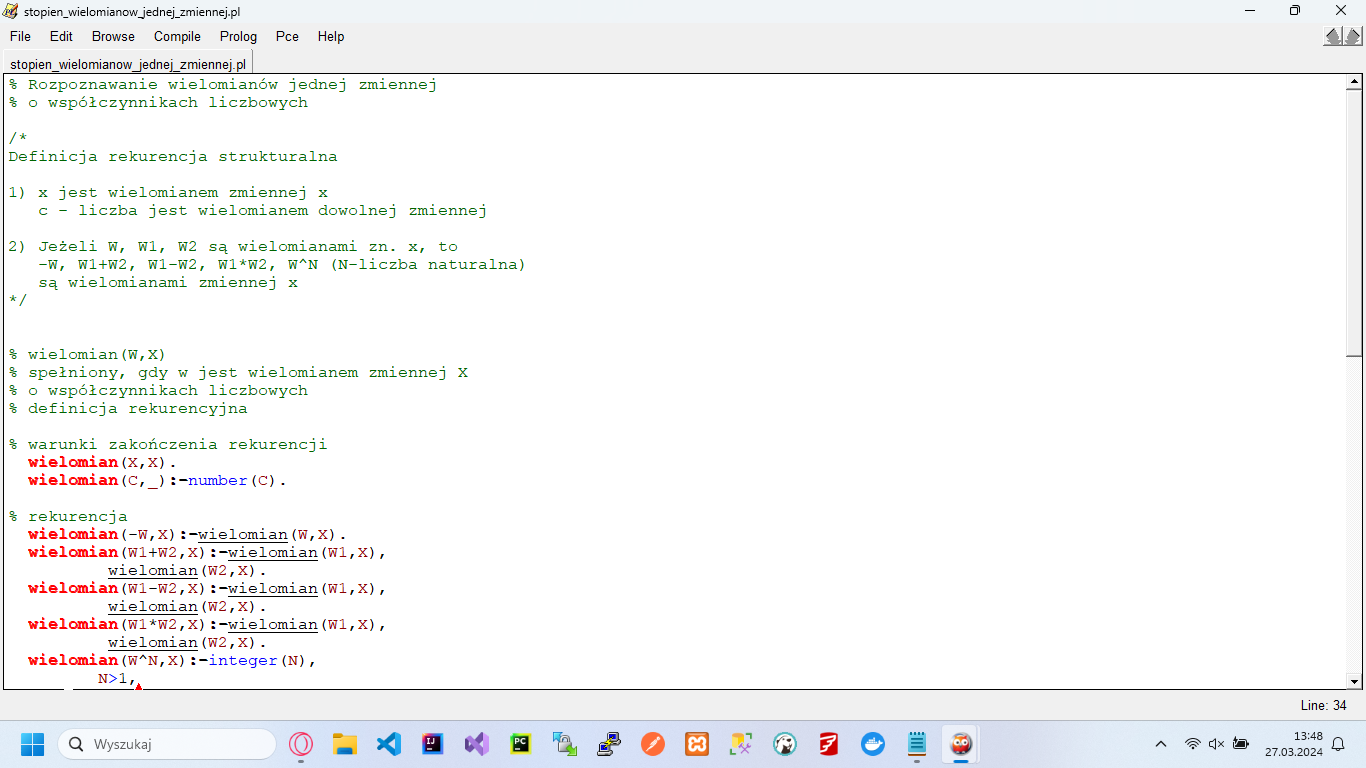 stopien_wielomianow_jednej_zmiennej.pl
File Edit Browse Compile Prolog Pce Help
stopien_wielomianow_jednej_zmiennej.pl
% Rozpoznawanie wielomianów jednej zmiennej
% o współczynnikach liczbowych
/*
Definicja rekurencja strukturalna
1) x jest wielomianem zmiennej x
c - liczba jest wielomianem dowolnej zmiennej
2) Jeżeli W, W1, W2 są wielomianami zn. x, to
-W, W1+W2, W1-W2, W1*W2, W^N (N-liczba naturalna)
są wielomianami zmiennej x
*/
% wielomian(W,X)
% spełniony, gdy w jest wielomianem zmiennej X
% o współczynnikach liczbowych
% definicja rekurencyjna
% warunki zakończenia rekurencji
wielomian(X,X).
wielomian(C,_):-number(C).
% rekurencja
wielomian(-W,X):-wielomian(W,X).
wielomian(W1+W2,X):-wielomian(W1,X),
wielomian(W2,X).
wielomian(W1-W2,X):-wielomian(W1,X),
wielomian(W2,X).
wielomian(W1*W2,X):-wielomian(W1,X),
wielomian(W2,X).
wielomian(W^N,X):-integer(N),
N>1,
Line: 34
Wyszukaj
13:48
27.03.2024